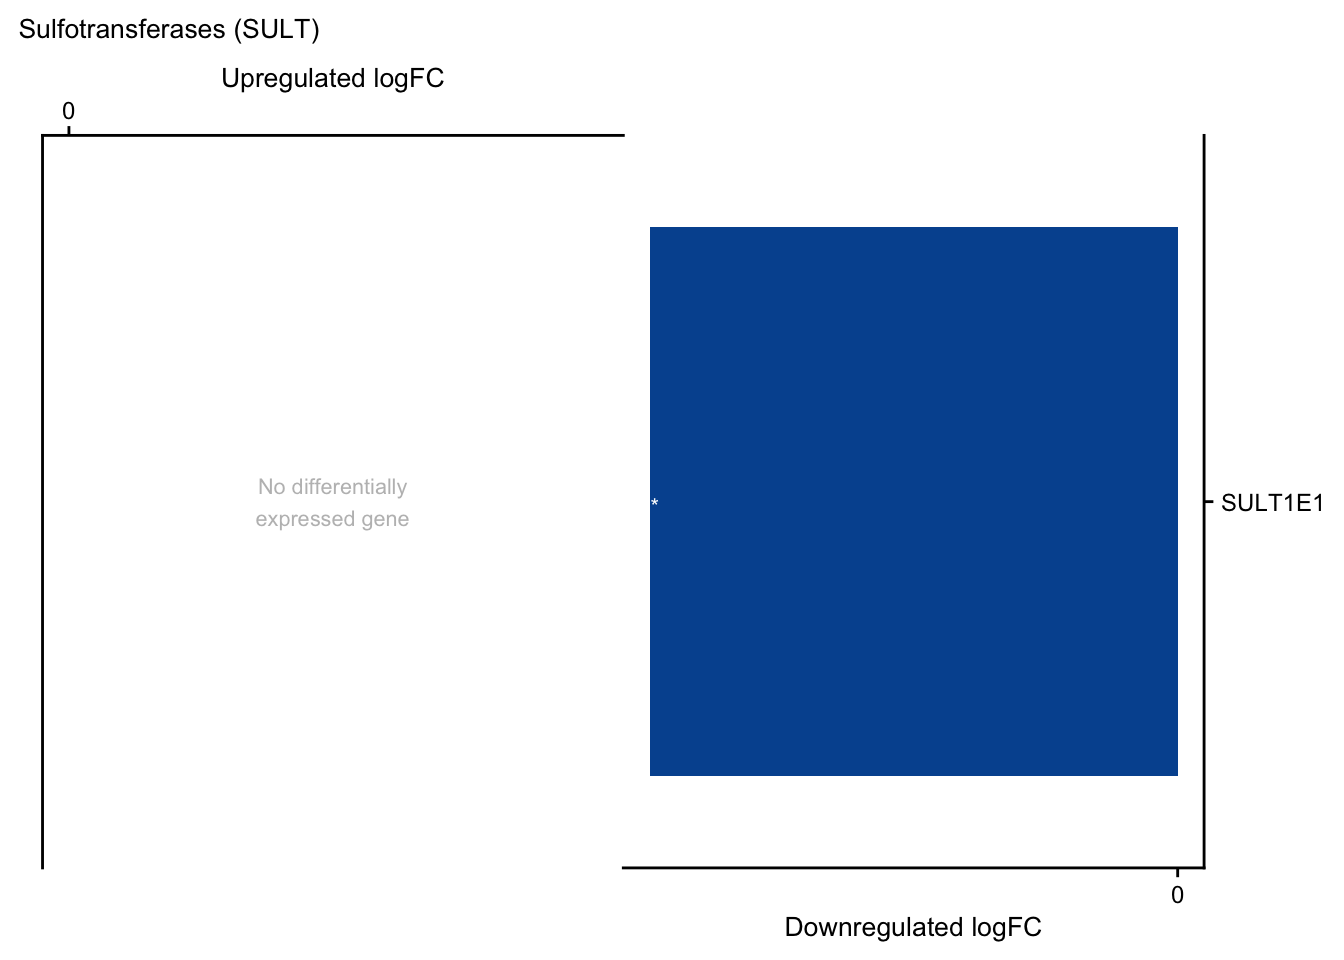 Sulfotransferases (SULT)
Upregulated logFC
0
No differentially
expressed gene
*
SULT1E1
0
Downregulated logFC